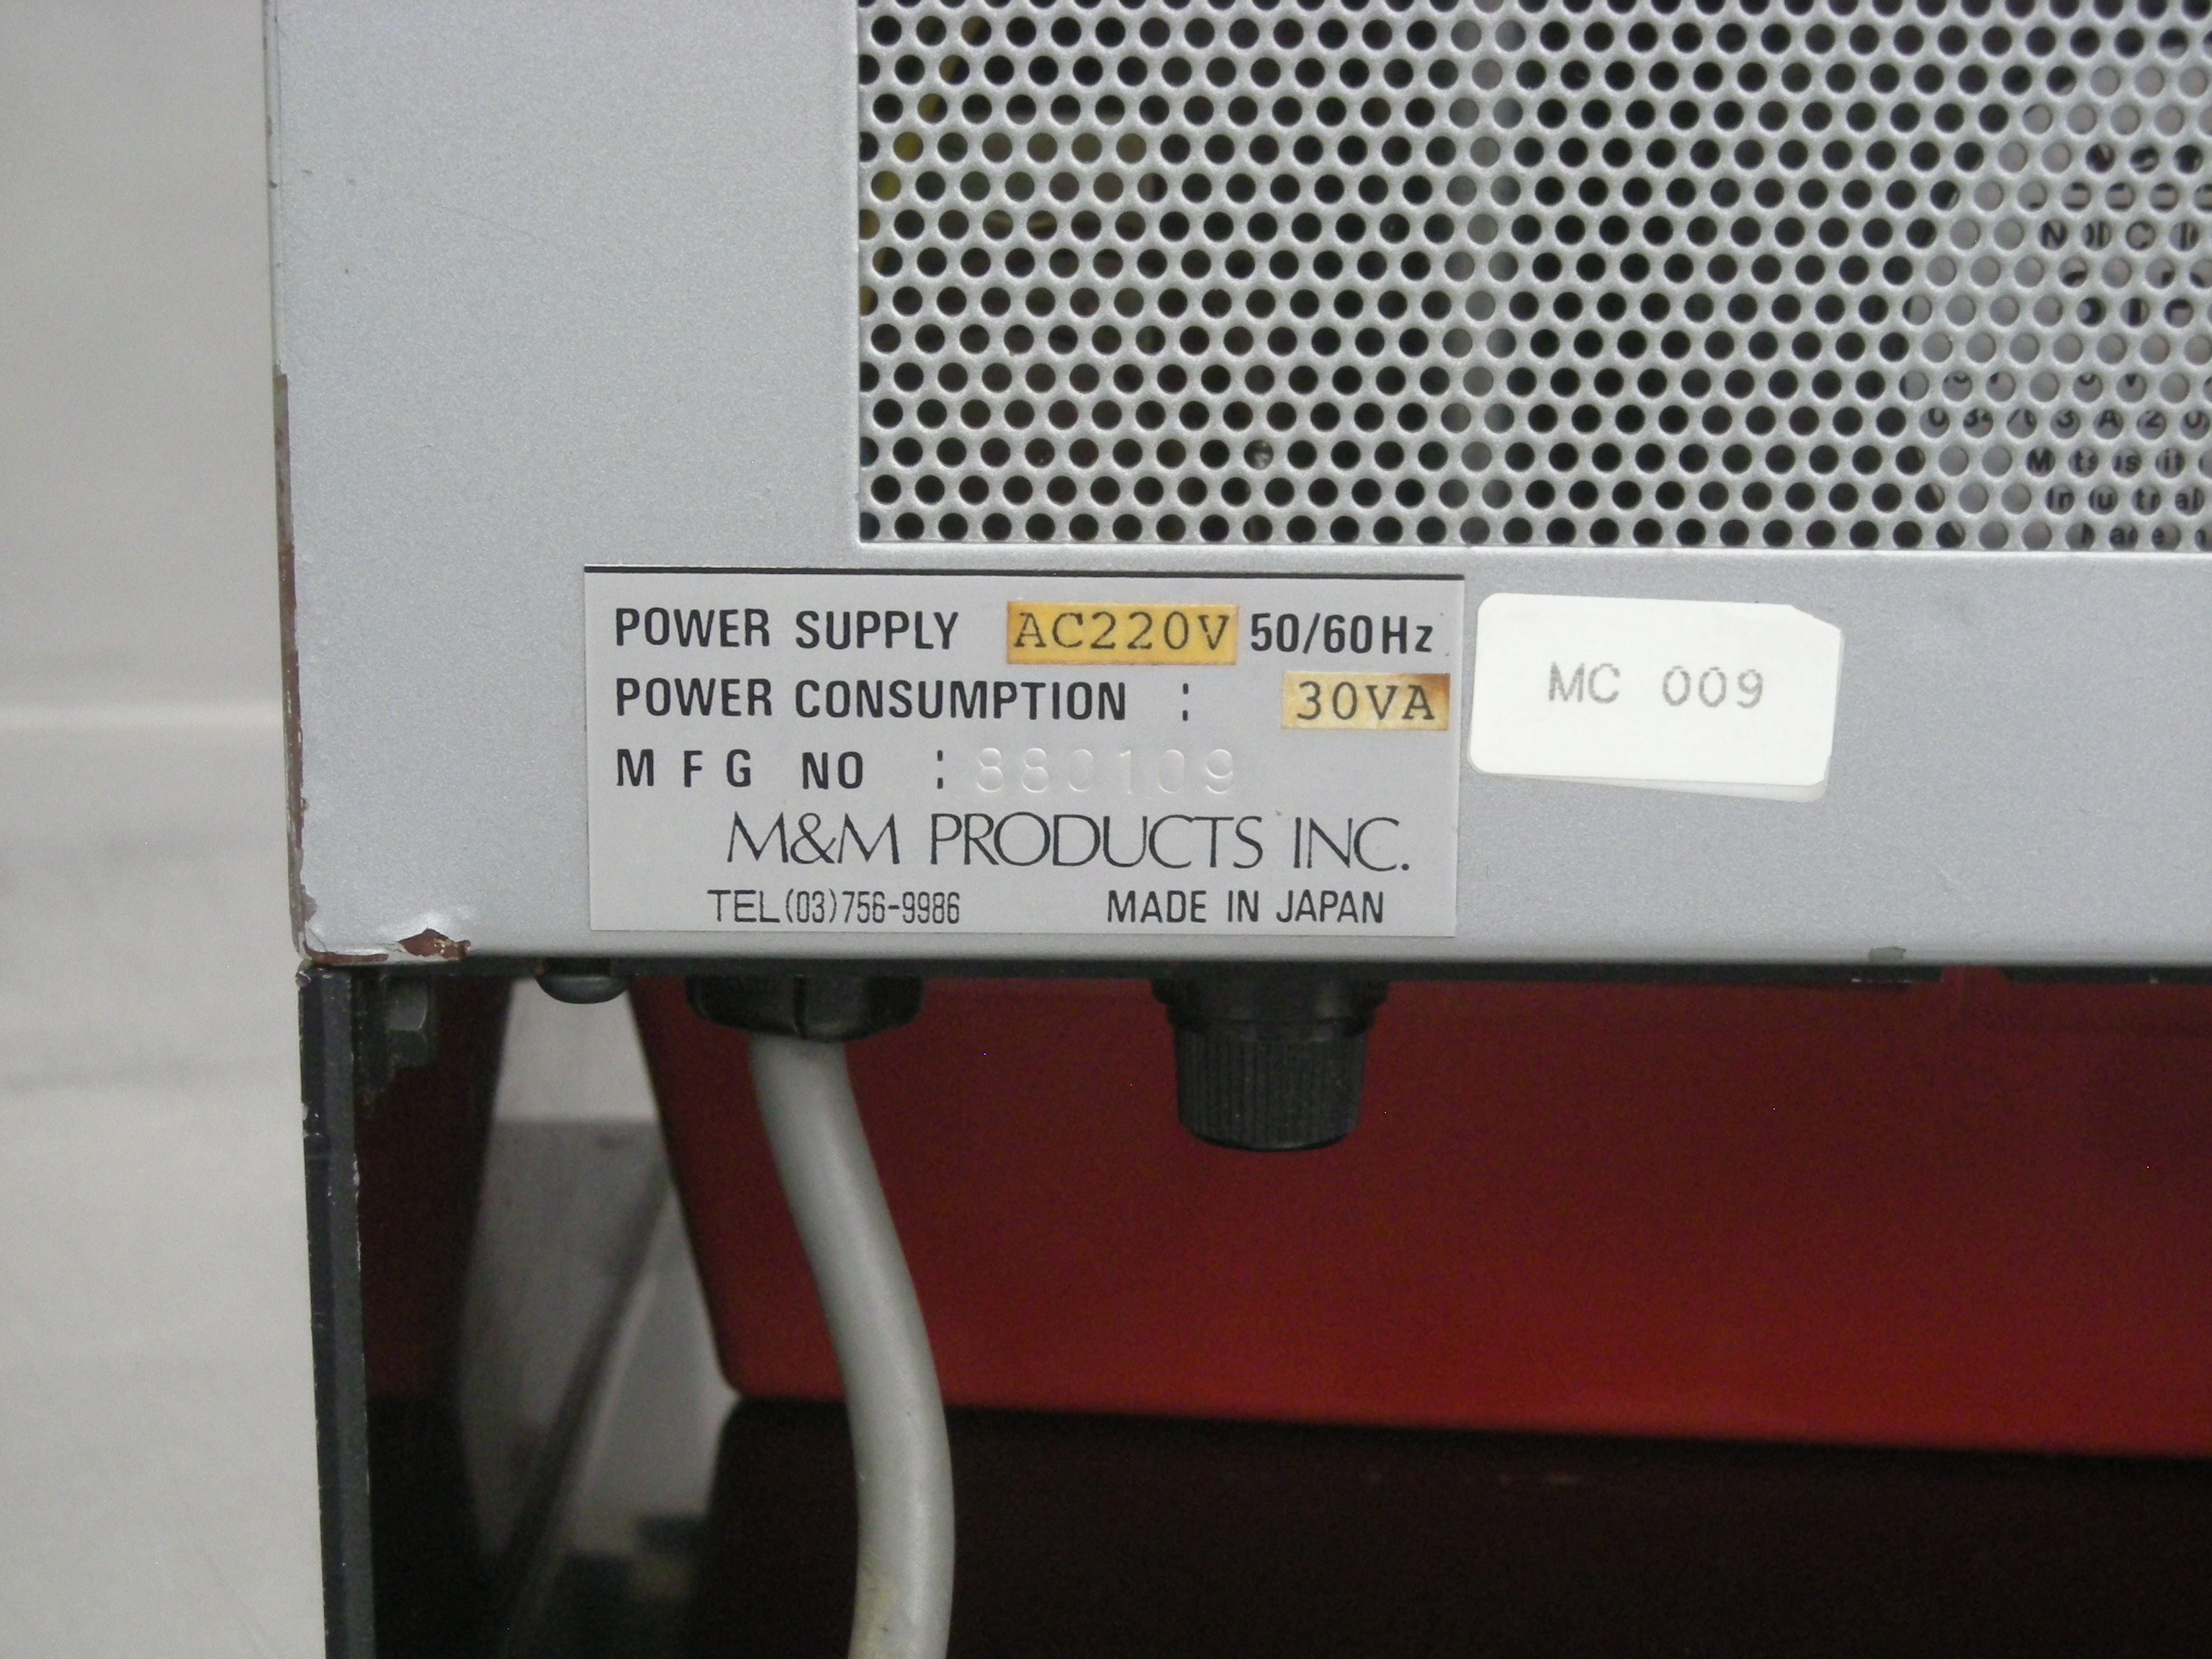 POWER SUPPLY AC220V 50/60Hz
POWER CONSUMPTION : 30VA
MFG NO : 880109
M&M PRODUCTS INC.
TEL(03)756-9986 MADE IN JAPAN
MC 009